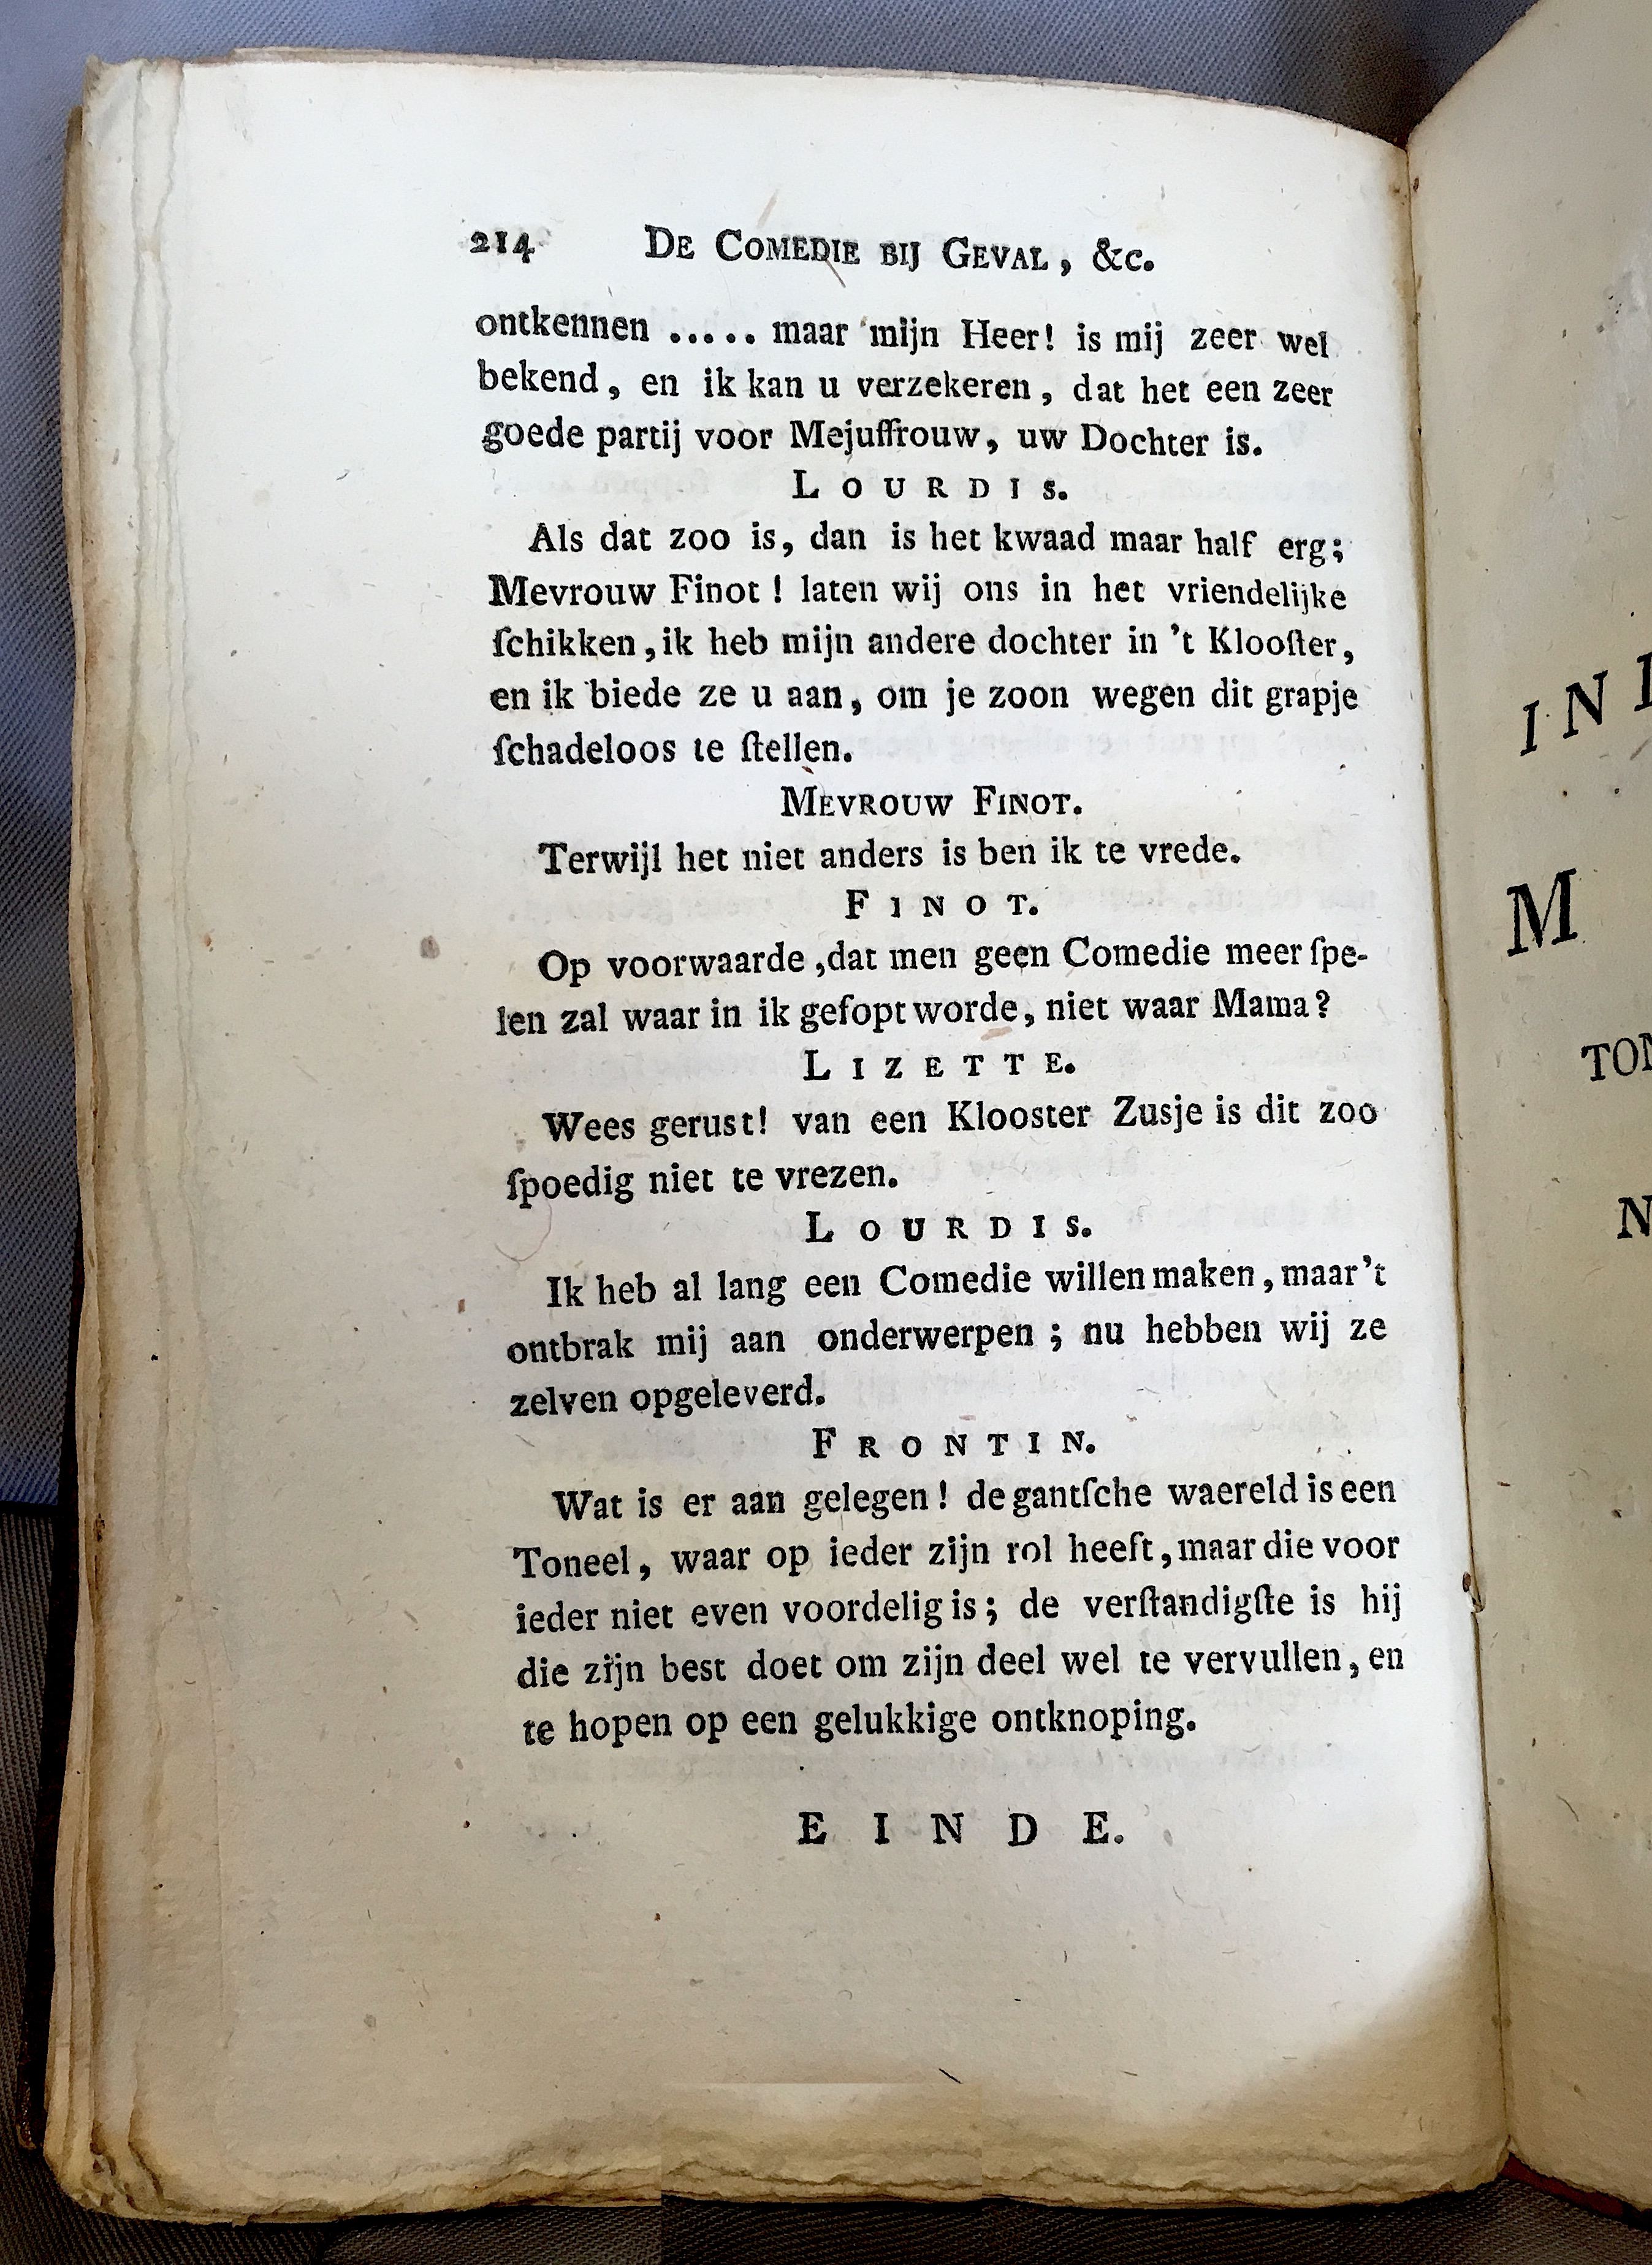 214 DE COMEDIE BIJ GEVAL, &c.
ontkennen ..... maar mijn Heer! is mij zeer wel
bekend, en ik kan u verzekeren, dat het een zeer
goede partij voor Mejuffrouw, uw Dochter is.
LOURDIS.
Als dat zoo is, dan is het kwaad maar half erg;
Mevrouw Finot! laten wij ons in het vriendelijke
ſchikken, ik heb mijn andere dochter in 't Klooſter,
en ik biede ze u aan, om je zoon wegen dit grapje
ſchadeloos te ſtellen.
MEVROUW FINOT.
Terwijl het niet anders is ben ik te vrede.
FINOT.
Op voorwaarde, dat men geen Comedie meer ſpe-
len zal waar in ik gefopt worde, niet waar Mama?
LIZETTE.
Wees gerust! van een Klooster Zusje is dit zoo
ſpoedig niet te vrezen.
LOURDIS.
Ik heb al lang een Comedie willen maken, maar 't
ontbrak mij aan onderwerpen; nu hebben wij ze
zelven opgeleverd.
FRONTIN.
Wat is er aan gelegen! de gantſche waereld is een
Toneel, waar op ieder zijn rol heeft, maar die voor
ieder niet even voordelig is; de verſtandigſte is hij
die zijn best doet om zijn deel wel te vervullen, en
te hopen op een gelukkige ontknoping.
EINDE.
IN
M
TON
N